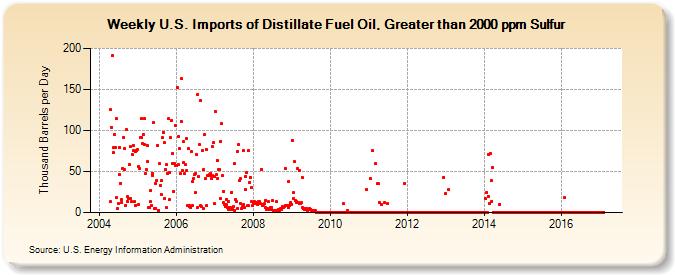 Weekly U.S. Imports of Distillate Fuel Oil, Greater than 2000 ppm Sulfur
Thousand Barrels per Day
200
150
100
50
0
2004 2006 2008 2010 2012 2014 2016
Source: U.S. Energy Information Administration